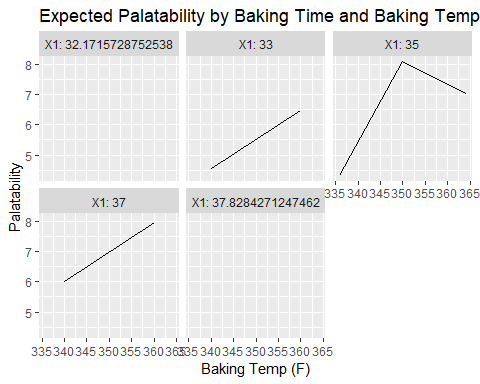 Expected Palatability by Baking Time and Baking Temp
X1: 32.1715728752538
X1: 33
X1: 35
8
7
6
5
335 340 345 350 355 360 365
X1: 37
X1: 37.8284271247462
8
7
6
5
335 340 345 350 355 360 365
335 340 345 350 355 360 365
Palatability
Baking Temp (F)